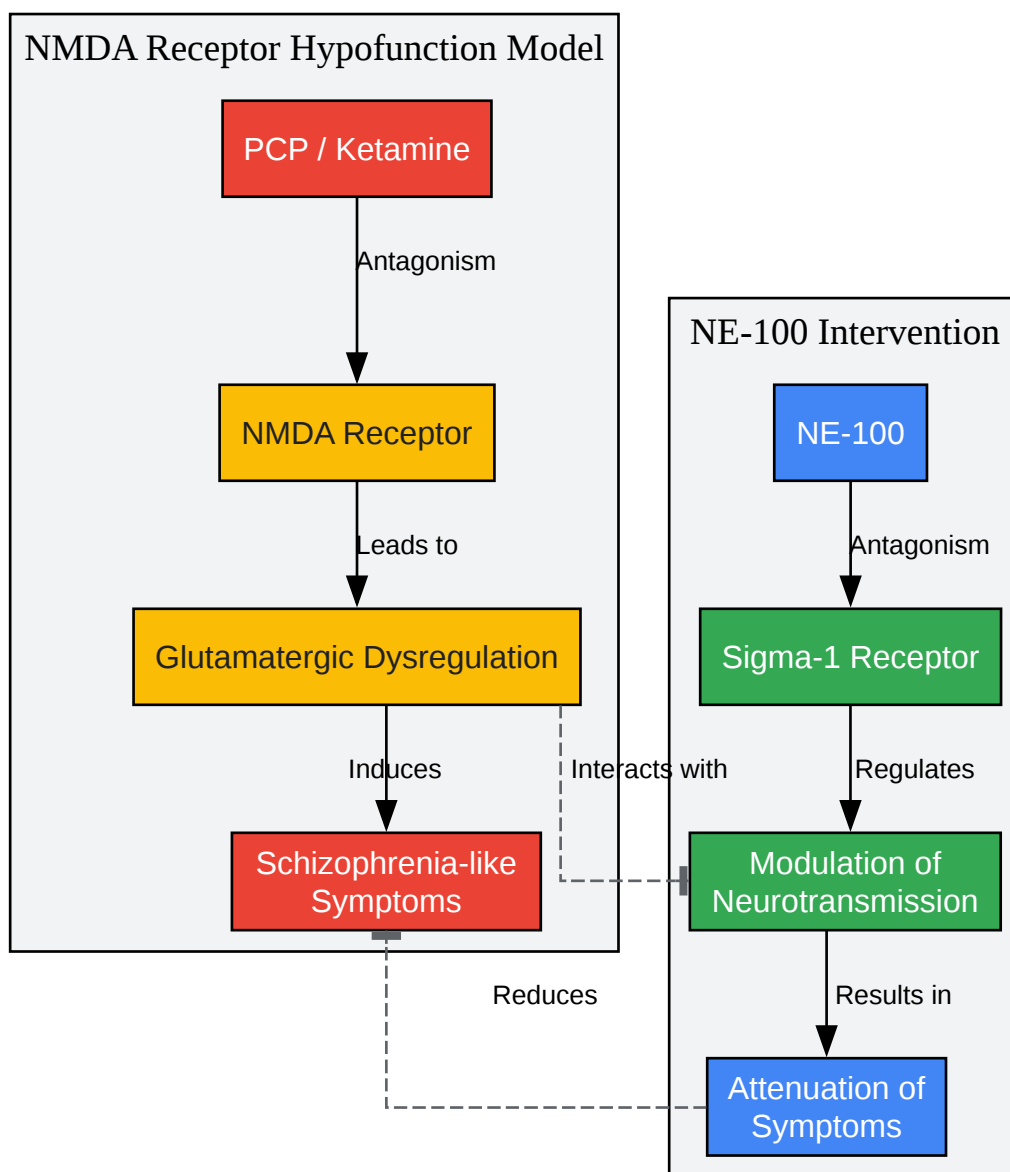 NMDA Receptor Hypofunction Model
PCP / Ketamine
Antagonism
NMDA Receptor
Leads to
Glutamatergic Dysregulation
Induces
Interacts with
Schizophrenia-like
Symptoms
Reduces
NE-100 Intervention
NE-100
Antagonism
Sigma-1 Receptor
Regulates
Modulation of
Neurotransmission
Results in
Attenuation of
Symptoms